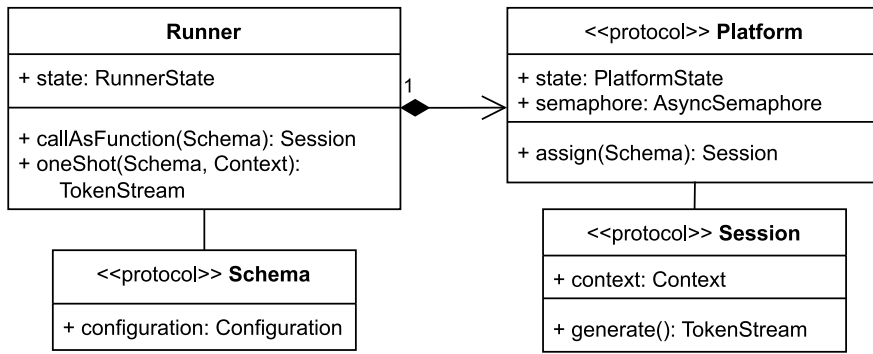 Runner
+ state: RunnerState
+ callAsFunction(Schema): Session
+ oneShot(Schema, Context):
TokenStream
1
<<protocol>> Platform
+ state: PlatformState
+ semaphore: AsyncSemaphore
+ assign(Schema): Session
<<protocol>> Schema
+ configuration: Configuration
<<protocol>> Session
+ context: Context
+ generate(): TokenStream